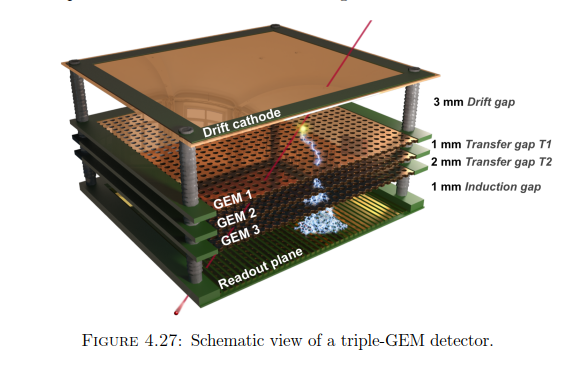 3 mm Drift gap
Drift cathode
1 mm Transfer gap T1
2 mm Transfer gap T2
1 mm Induction gap
GEM 1
GEM 2
GEM 3
Readout plane
FIGURE 4.27: Schematic view of a triple-GEM detector.